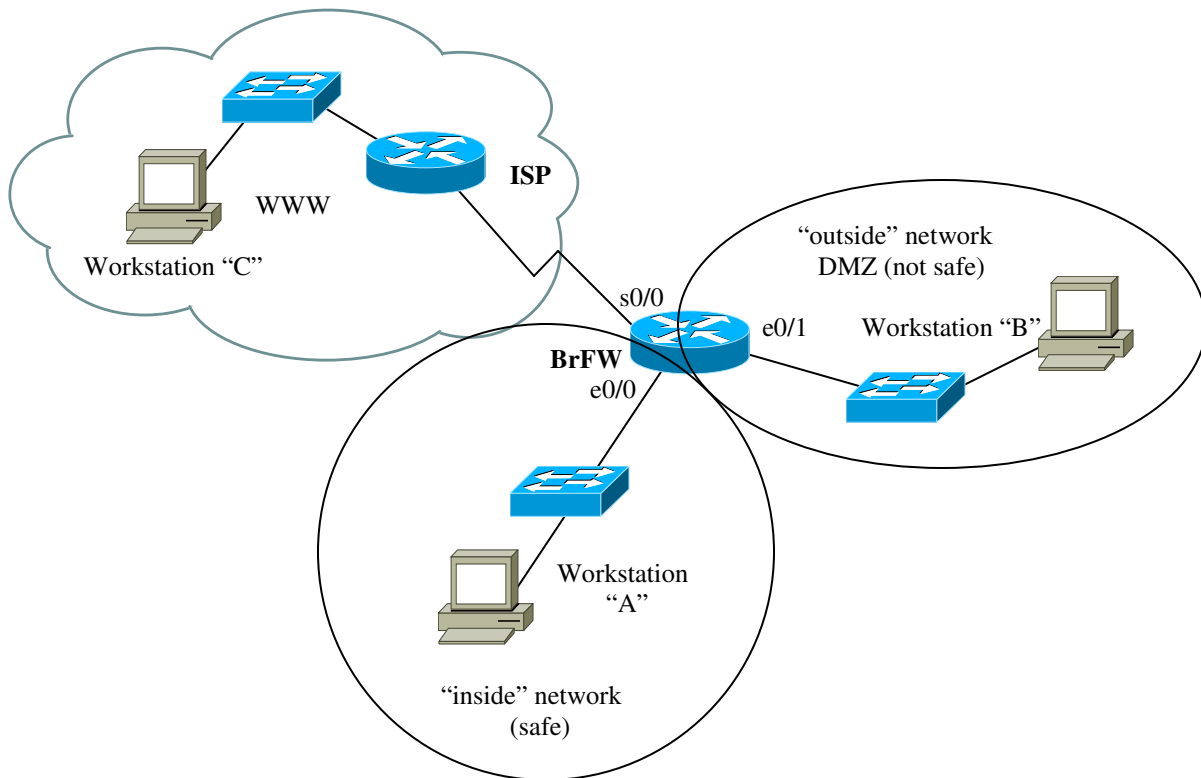 ISP
WWW
Workstation “C”
“outside” network
DMZ (not safe)
s0/0
e0/1
Workstation “B”
BrFW
e0/0
Workstation
“A”
“inside” network
(safe)